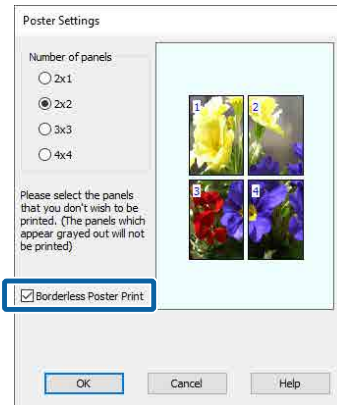 Poster Settings
Number of panels
2x1
2x2
3x3
4x4
Please select the panels
that you don't wish to be
printed. (The panels which
appear grayed out will not
be printed)
Borderless Poster Print
1
2
3
4
OK
Cancel
Help